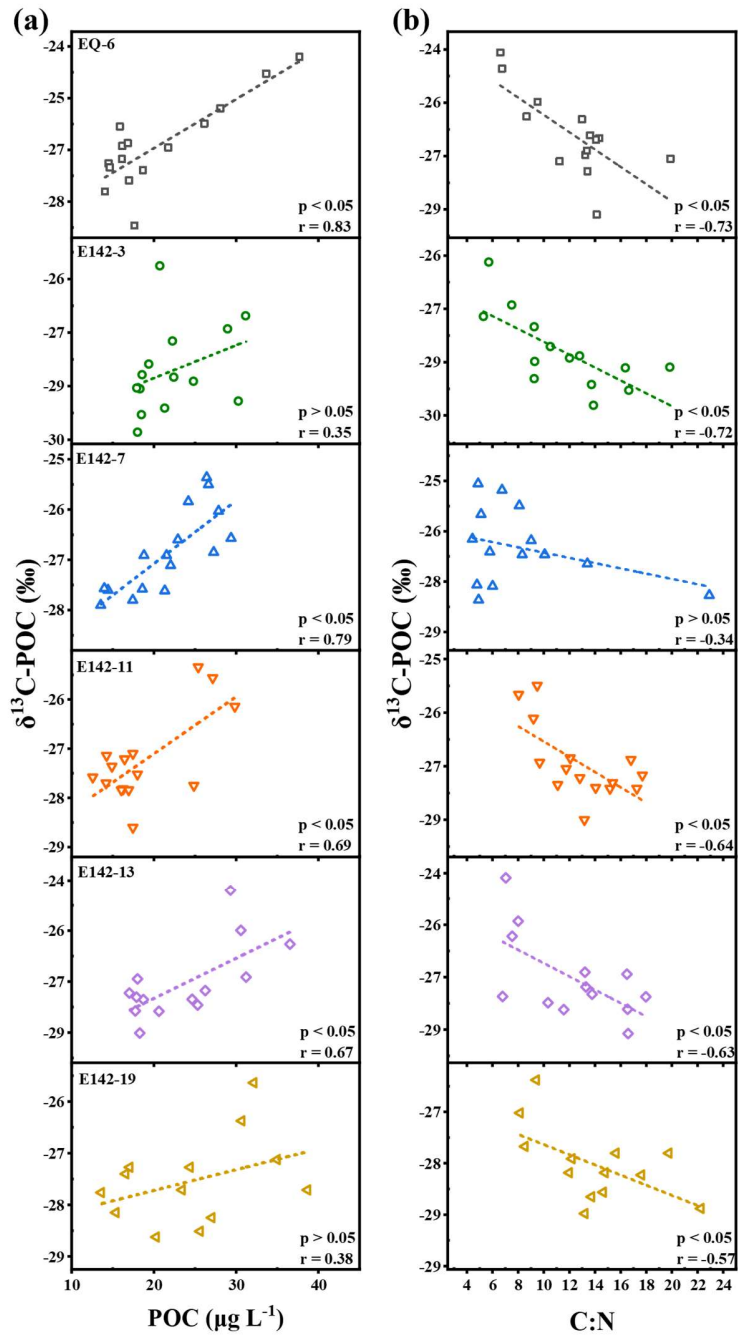 (a)
EQ-6
-24
-25
-27
-28
p < 0.05
r = 0.83
E142-3
-26
-27
-29
-30
p > 0.05
r = 0.35
E142-7
-25
-26
-27
-28
p < 0.05
r = 0.79
E142-11
-26
-27
-28
-29
p < 0.05
r = 0.69
E142-13
-24
-26
-27
-29
p < 0.05
r = 0.67
E142-19
-26
-27
-28
-29
p > 0.05
r = 0.38
10 20 30 40
δ¹³C-POC (‰)
POC (μg L⁻¹)
(b)
-24
-26
-27
-29
p < 0.05
r = -0.73
-26
-27
-29
-30
p < 0.05
r = -0.72
-25
-26
-28
-29
p > 0.05
r = -0.34
-25
-26
-27
-29
p < 0.05
r = -0.64
-24
-26
-27
-29
p < 0.05
r = -0.63
-27
-28
-29
-29
p < 0.05
r = -0.57
4 6 8 10 12 14 16 18 20 22 24
δ¹³C-POC (‰)
C:N